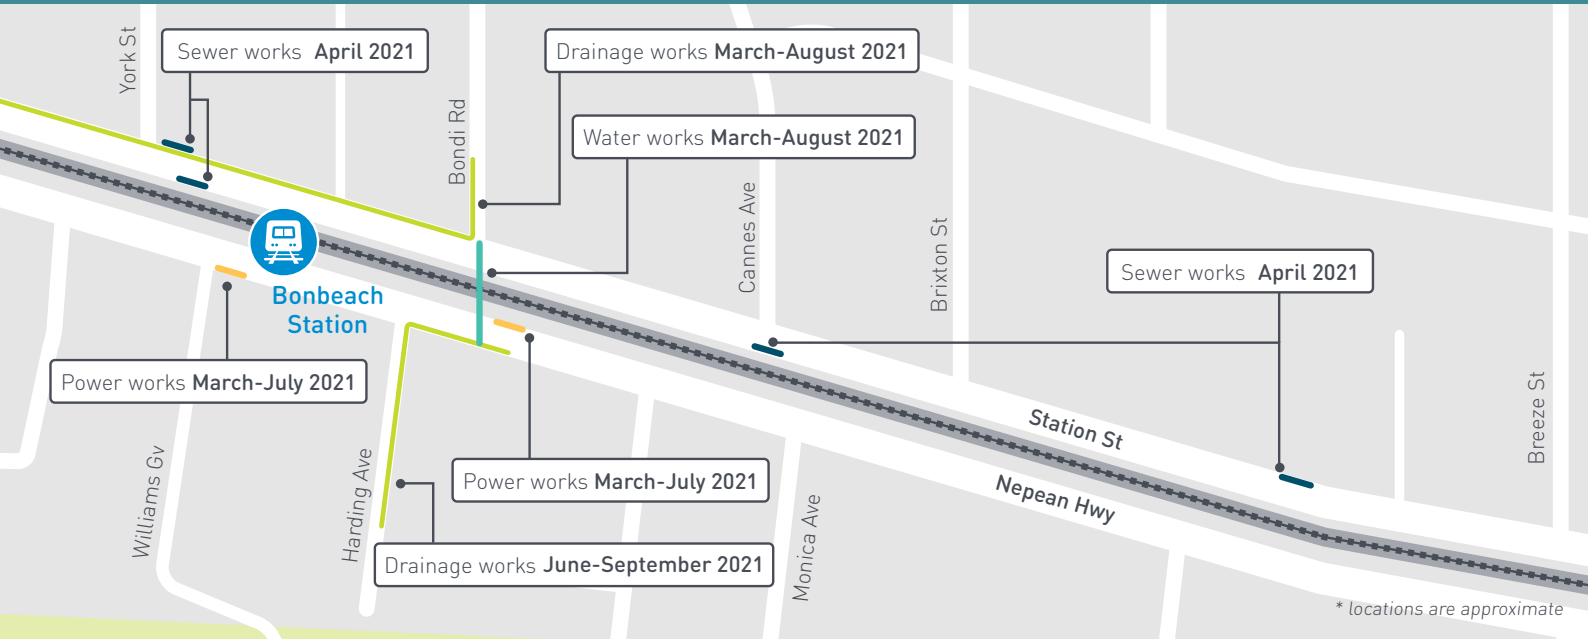 York St
Sewer works April 2021
Bondi Rd
Drainage works March-August 2021
Water works March-August 2021
Cannes Ave
Brixton St
Sewer works April 2021
Breeze St
Bonbeach
Station
Power works March-July 2021
Williams Gv
Harding Ave
Power works March-July 2021
Drainage works June-September 2021
Monica Ave
Station St
Nepean Hwy
* locations are approximate